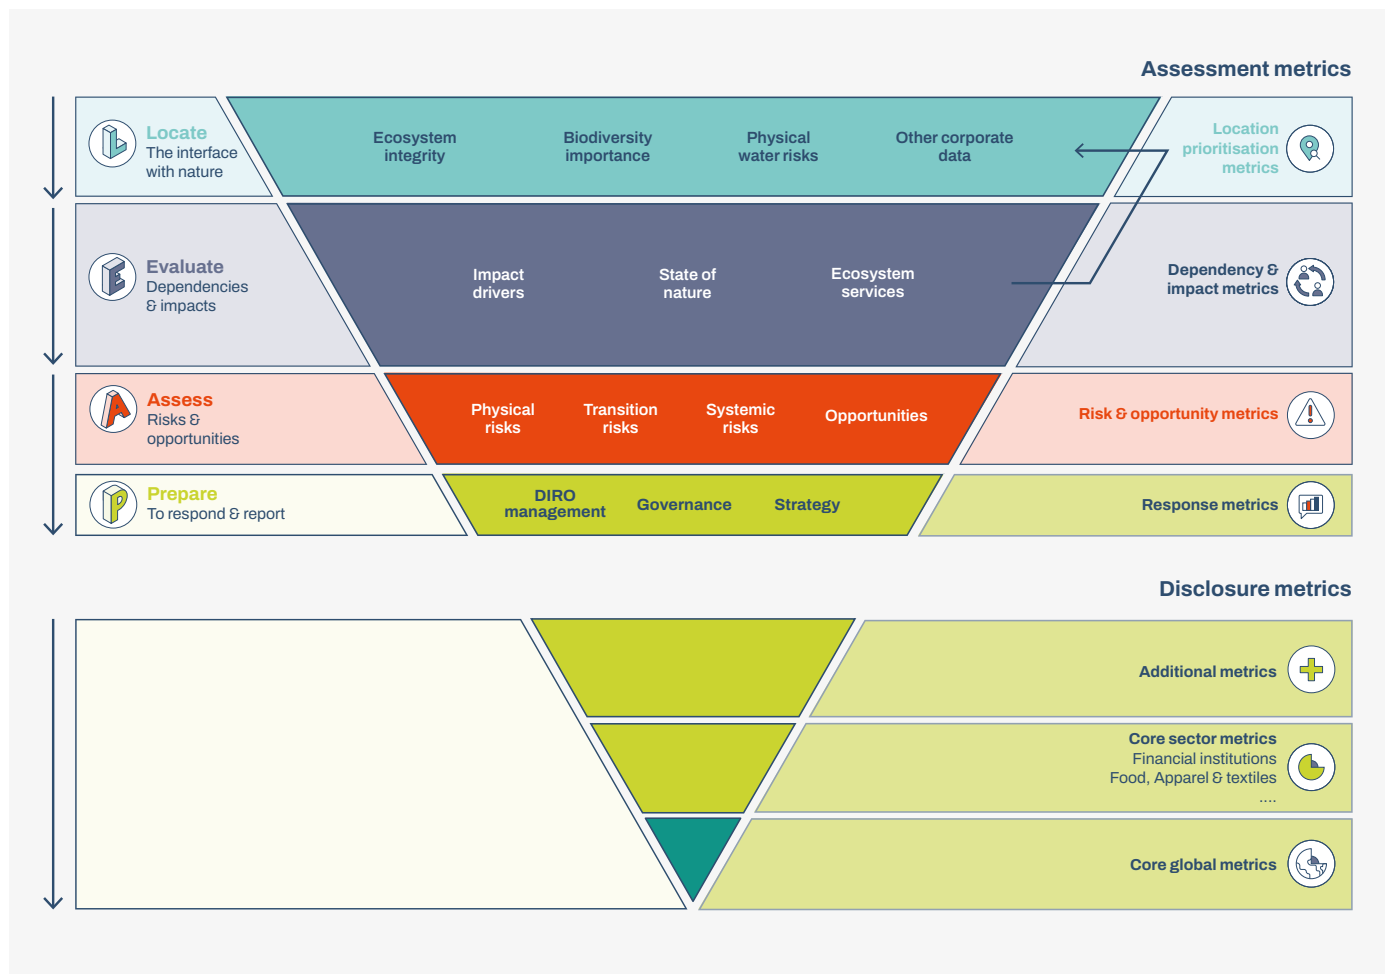 Assessment metrics
Locate
The interface
with nature
Ecosystem
integrity
Biodiversity
importance
Physical
water risks
Other corporate
data
Location
prioritisation
metrics
Evaluate
Dependencies
& impacts
Impact
drivers
State of
nature
Ecosystem
services
Dependency &
impact metrics
Assess
Risks &
opportunities
Physical
risks
Transition
risks
Systemic
risks
Opportunities
Risk & opportunity metrics
Prepare
To respond & report
DIRO
management
Governance
Strategy
Response metrics
Disclosure metrics
Additional metrics
Core sector metrics
Financial institutions
Food, Apparel & textiles
....
Core global metrics